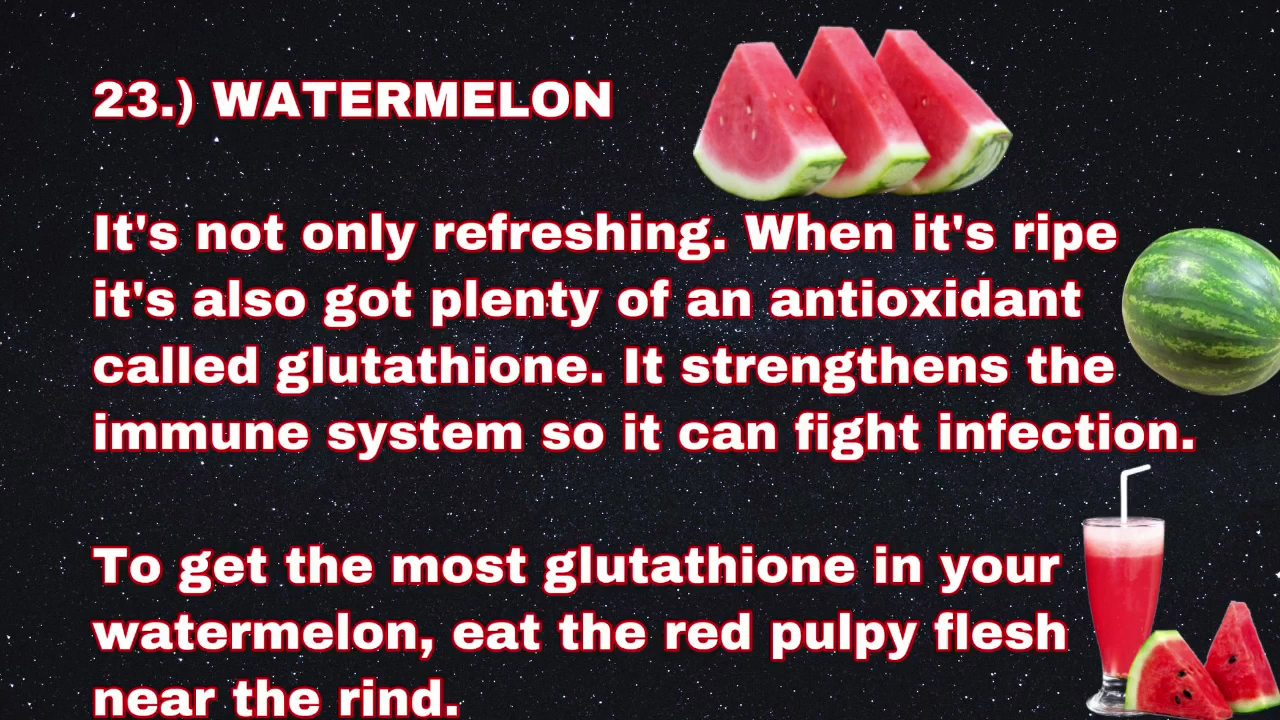 23.) WATERMELON
It's not only refreshing. When it's ripe
it's also got plenty of an antioxidant
called glutathione. It strengthens the
immune system so it can fight infection.
To get the most glutathione in your
watermelon, eat the red pulpy flesh
near the rind.